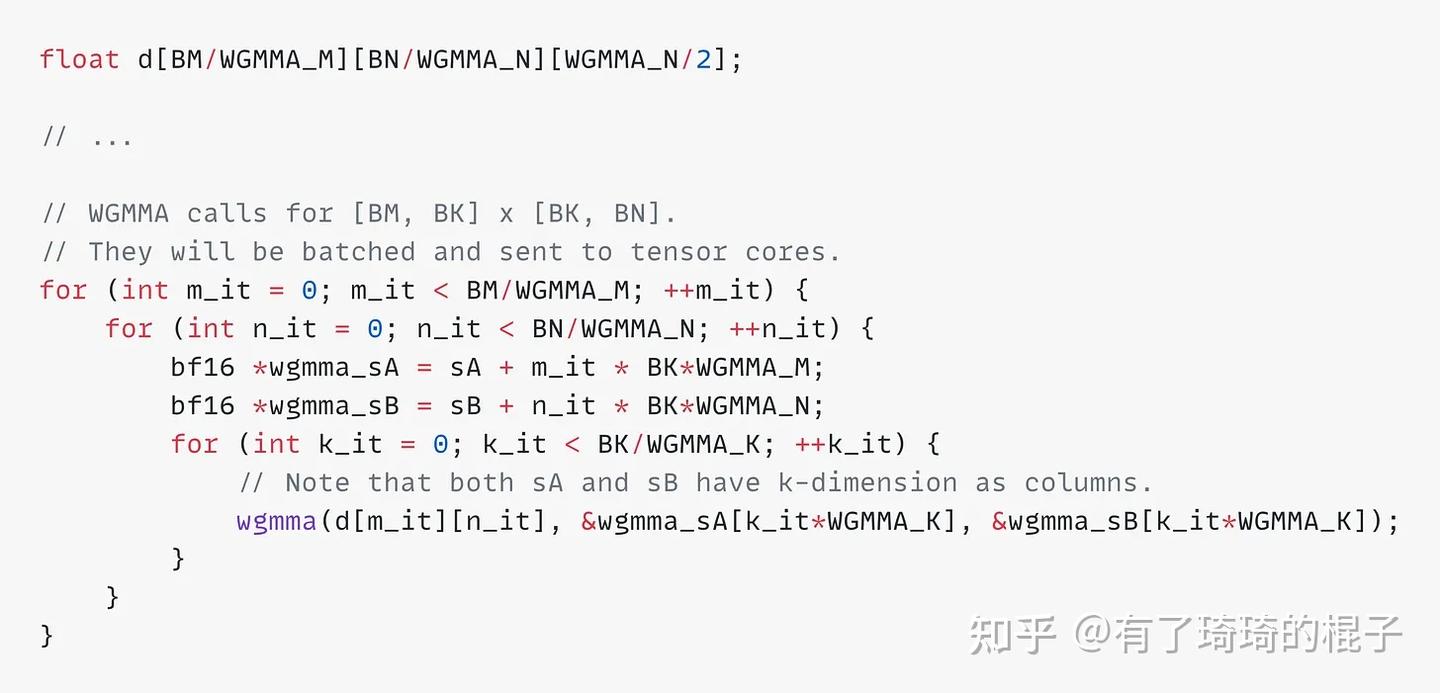 float d[BM/WGMMA_M][BN/WGMMA_N][WGMMA_N/2];
// ...
// WGMMA calls for [BM, BK] x [BK, BN].
// They will be batched and sent to tensor cores.
for (int m_it = 0; m_it < BM/WGMMA_M; ++m_it) {
    for (int n_it = 0; n_it < BN/WGMMA_N; ++n_it) {
        bf16 *wgmma_sA = sA + m_it * BK*WGMMA_M;
        bf16 *wgmma_sB = sB + n_it * BK*WGMMA_N;
        for (int k_it = 0; k_it < BK/WGMMA_K; ++k_it) {
            // Note that both sA and sB have k-dimension as columns.
            wgmma(d[m_it][n_it], &wgmma_sA[k_it*WGMMA_K], &wgmma_sB[k_it*WGMMA_K]);
        }
    }
}
知乎 @有了琦琦的棍子